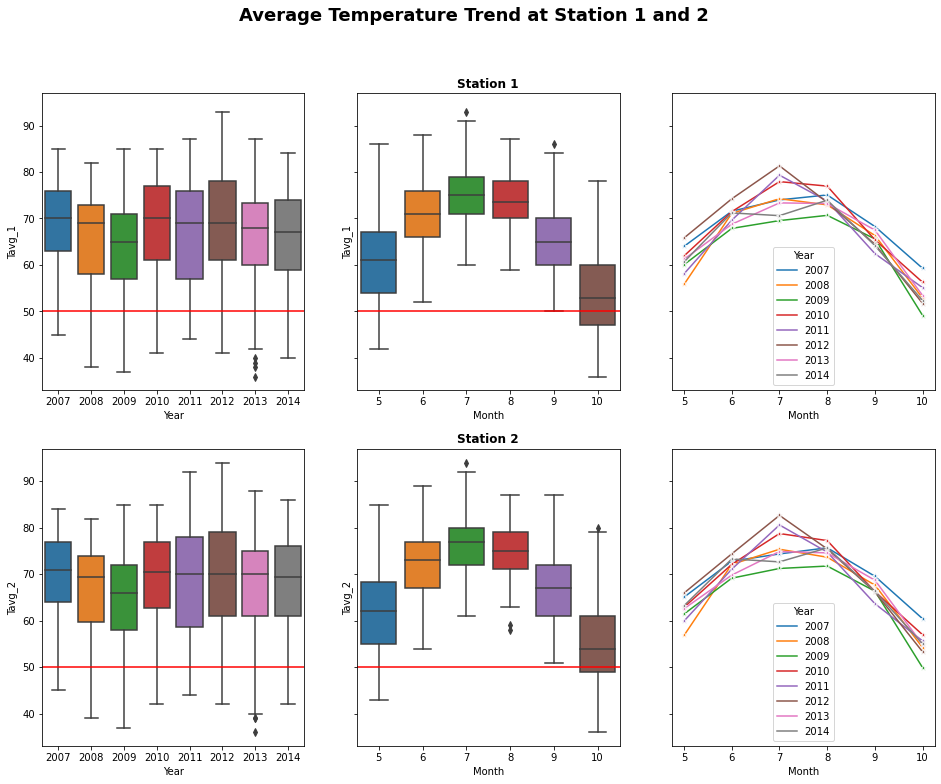 Average Temperature Trend at Station 1 and 2
Station 1
90
80
70
60
50
40
Tavg_1
2007 2008 2009 2010 2011 2012 2013 2014
Year
Tavg_1
5 6 7 8 9 10
Month
Year
2007
2008
2009
2010
2011
2012
2013
2014
5 6 7 8 9 10
Month
Station 2
90
80
70
60
50
40
Tavg_2
2007 2008 2009 2010 2011 2012 2013 2014
Year
Tavg_2
5 6 7 8 9 10
Month
Year
2007
2008
2009
2010
2011
2012
2013
2014
5 6 7 8 9 10
Month